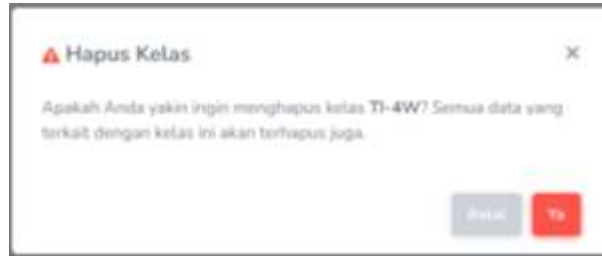 Hapus Kelas
Apakah Anda yakin ingin menghapus kelas TI-4W? Semua data yang
terkait dengan kelas ini akan terhapus juga.
Batal Ya